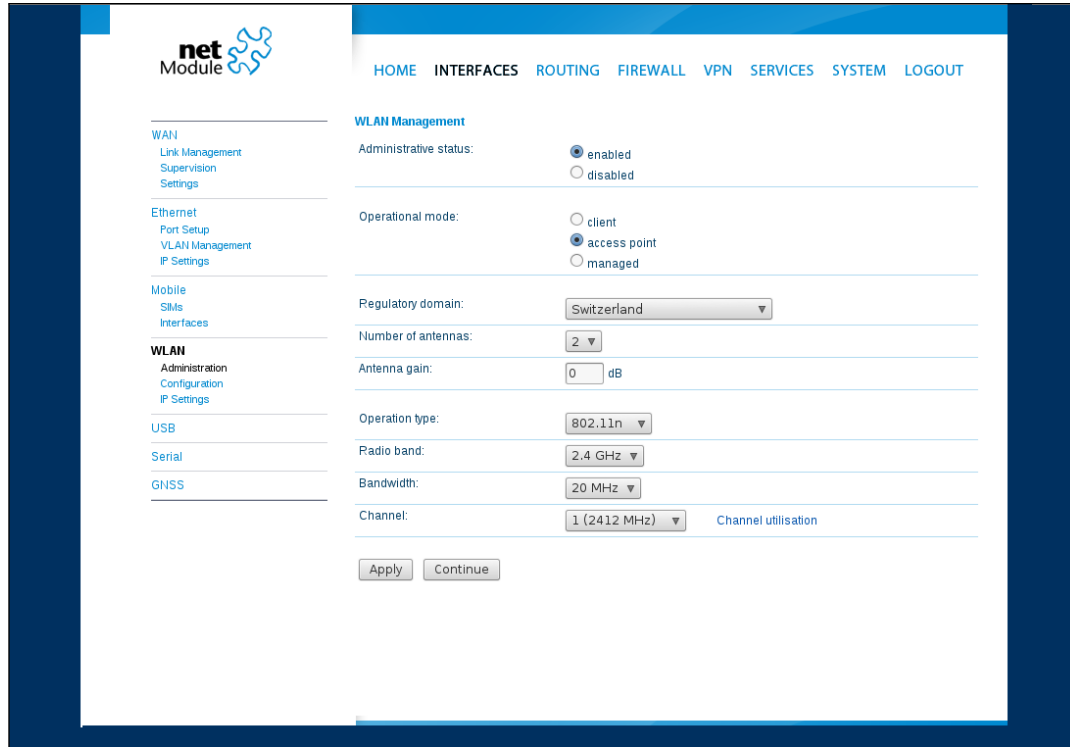 net
Module
HOME INTERFACES ROUTING FIREWALL VPN SERVICES SYSTEM LOGOUT
WAN
Link Management
Supervision
Settings
Ethernet
Port Setup
VLAN Management
IP Settings
Mobile
SIMs
Interfaces
WLAN
Administration
Configuration
IP Settings
USB
Serial
GNSS
WLAN Management
Administrative status:
enabled
disabled
Operational mode:
client
access point
managed
Regulatory domain: Switzerland
Number of antennas: 2
Antenna gain: 0 dB
Operation type: 802.11n
Radio band: 2.4 GHz
Bandwidth: 20 MHz
Channel: 1 (2412 MHz) Channel utilisation
Apply Continue